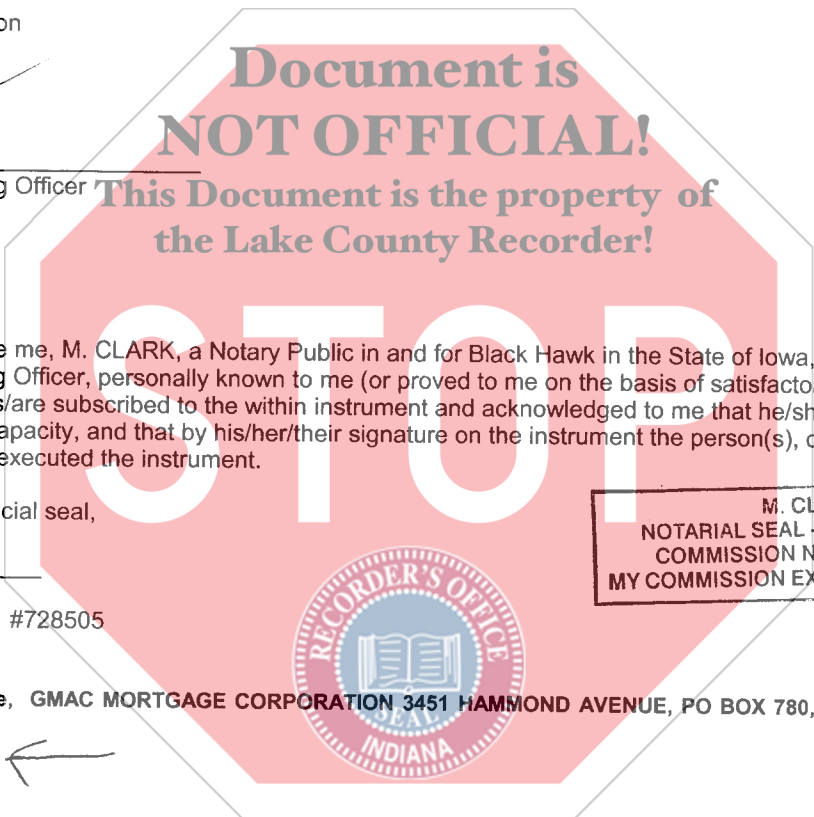 on
Document is
NOT OFFICIAL!
g Officer
This Document is the property of
the Lake County Recorder!
STOP
e me, M. CLARK, a Notary Public in and for Black Hawk in the State of Iowa,
g Officer, personally known to me (or proved to me on the basis of satisfacto
s/are subscribed to the within instrument and acknowledged to me that he/sh
apacity, and that by his/her/their signature on the instrument the person(s), o
executed the instrument.
cial seal,
M. CL
NOTARIAL SEAL -
COMMISSION N
MY COMMISSION EX
#728505
RECORDER'S OFFICE
SEAL
INDIANA
e, GMAC MORTGAGE CORPORATION 3451 HAMMOND AVENUE, PO BOX 780,